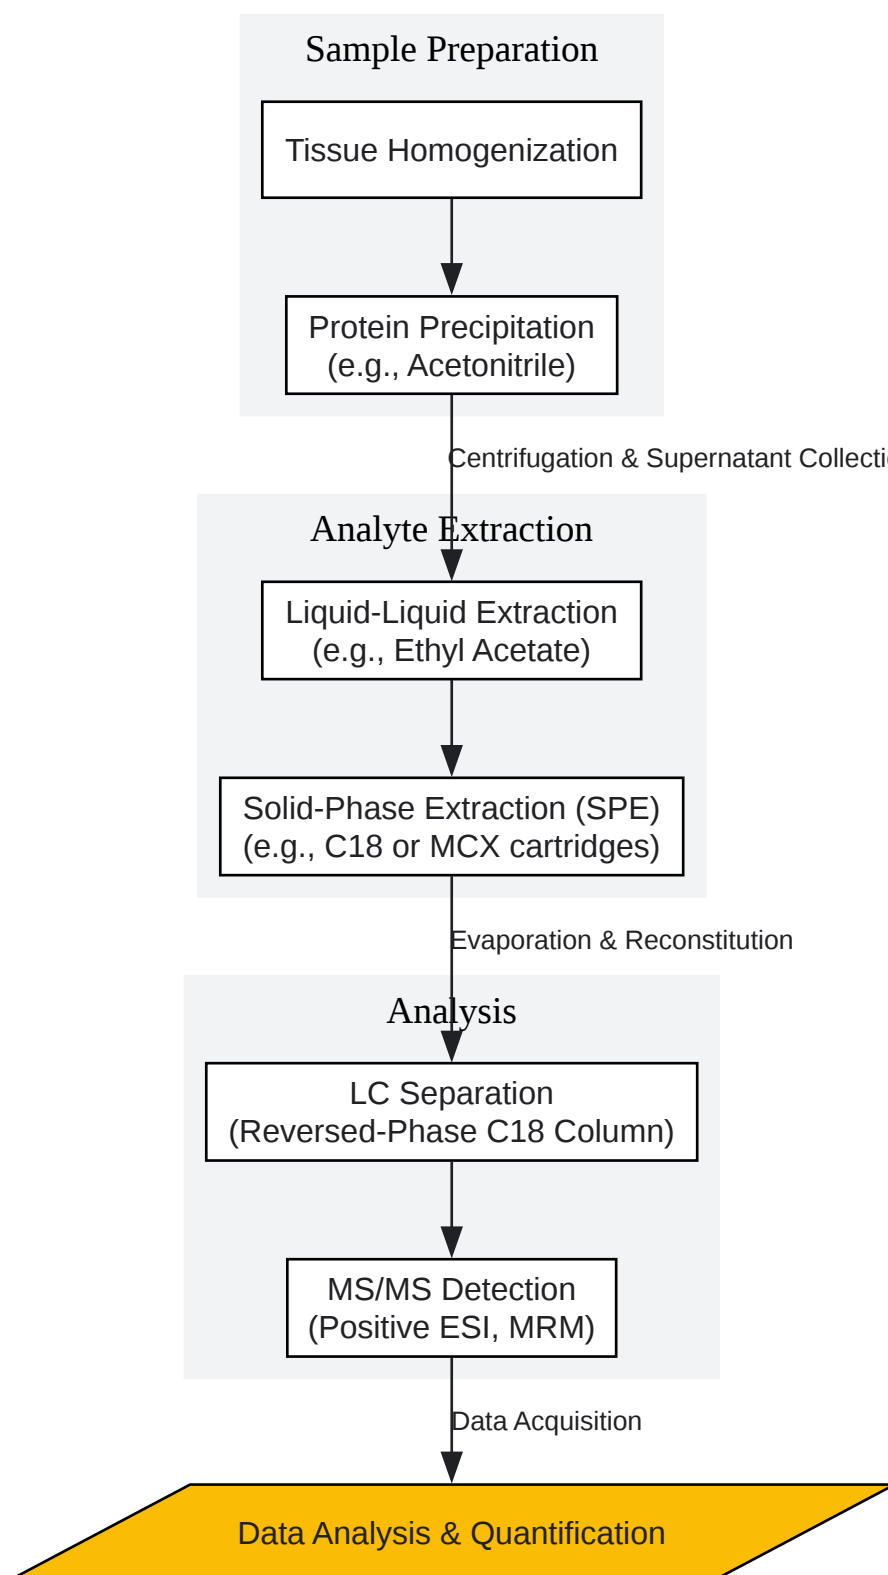 Sample Preparation
Tissue Homogenization
Protein Precipitation
(e.g., Acetonitrile)
Centrifugation & Supernatant
Analyte Extraction
Liquid-Liquid Extraction
(e.g., Ethyl Acetate)
Solid-Phase Extraction (SPE)
(e.g., C18 or MCX cartridges)
Evaporation & Reconstitution
Analysis
LC Separation
(Reversed-Phase C18 Column)
MS/MS Detection
(Positive ESI, MRM)
Data Acquisition
Data Analysis & Quantification